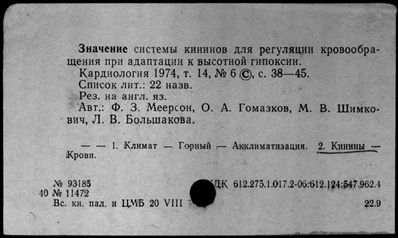 Значение системы кининов для регуляции кровообра-
щения при адаптации к высотной гипоксии.
Кардиология 1974, т. 14, № 6 ©, с. 38—45.
Список лит.: 22 назв.
Рез. на англ. яз.
Авт.: Ф. З. Меерсон, О. А. Гомазков, М. В. Шимко-
вич, Л. В. Большакова.
— — 1. Климат — Горный — Акклиматизация. 2. Кинины —
Крови.
№ 93185 УДК 612.275.1.017.2-06:612.124:547.962.4
40 № 11472
Вс. кн. пал. и ЦМБ 20 VIII 22.9